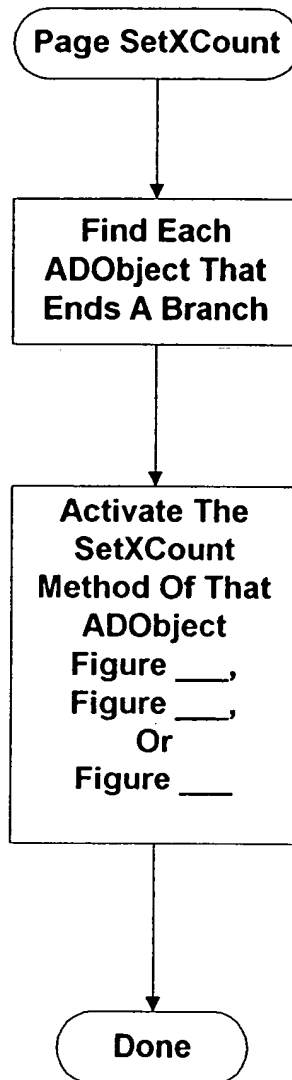 Page SetXCount
Find Each
ADObject That
Ends A Branch
Activate The
SetXCount
Method Of That
ADObject
Figure ___,
Figure ___,
Or
Figure ___
Done